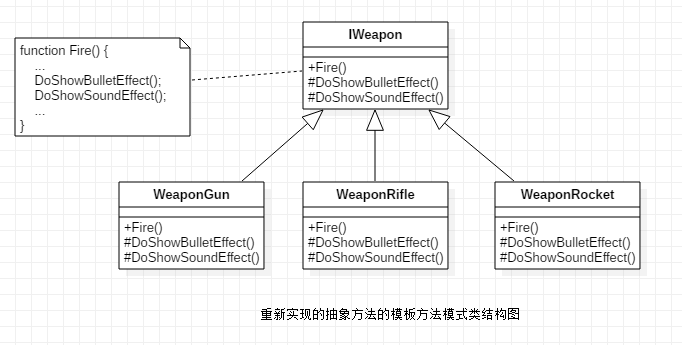 IWeapon
function Fire() {
...
DoShowBulletEffect();
DoShowSoundEffect();
...
}
+Fire()
#DoShowBulletEffect()
#DoShowSoundEffect()
WeaponGun
+Fire()
#DoShowBulletEffect()
#DoShowSoundEffect()
WeaponRifle
+Fire()
#DoShowBulletEffect()
#DoShowSoundEffect()
WeaponRocket
+Fire()
#DoShowBulletEffect()
#DoShowSoundEffect()
重新实现的抽象方法的模板方法模式类结构图